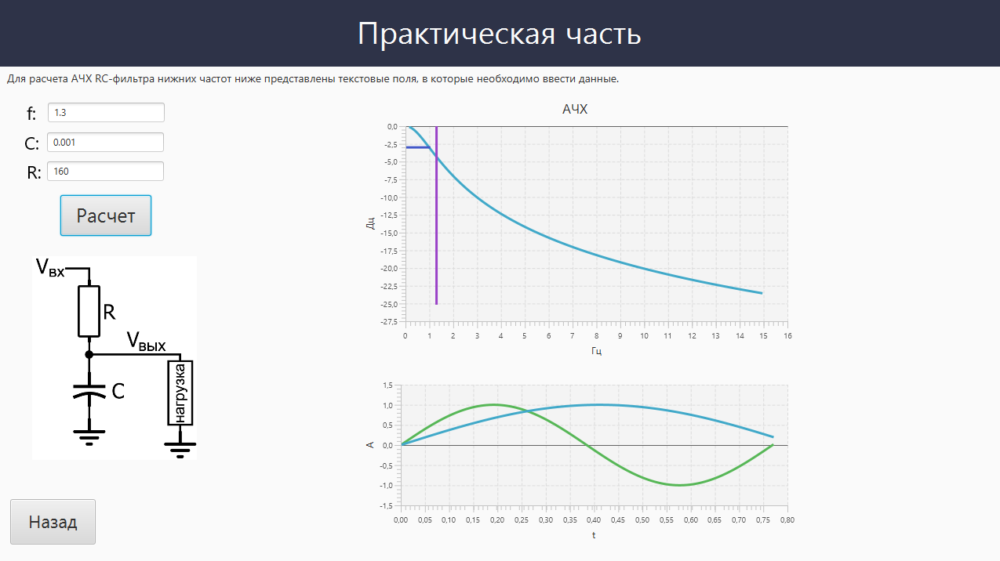 Практическая часть
Для расчета АЧХ RC-фильтра нижних частот ниже представлены текстовые поля, в которые необходимо ввести данные.
f: 1.3
C: 0.001
R: 160
Расчет
Vвх
R
Vвых
C
нагрузка
Назад
АЧХ
0,0
-2,5
-5,0
-7,5
-10,0
-12,5
-15,0
-17,5
-20,0
-22,5
-25,0
-27,5
Дц
0 1 2 3 4 5 6 7 8 9 10 11 12 13 14 15 16
Гц
1,5
1,0
0,5
0,0
-0,5
-1,0
-1,5
A
0,00 0,05 0,10 0,15 0,20 0,25 0,30 0,35 0,40 0,45 0,50 0,55 0,60 0,65 0,70 0,75 0,80
t